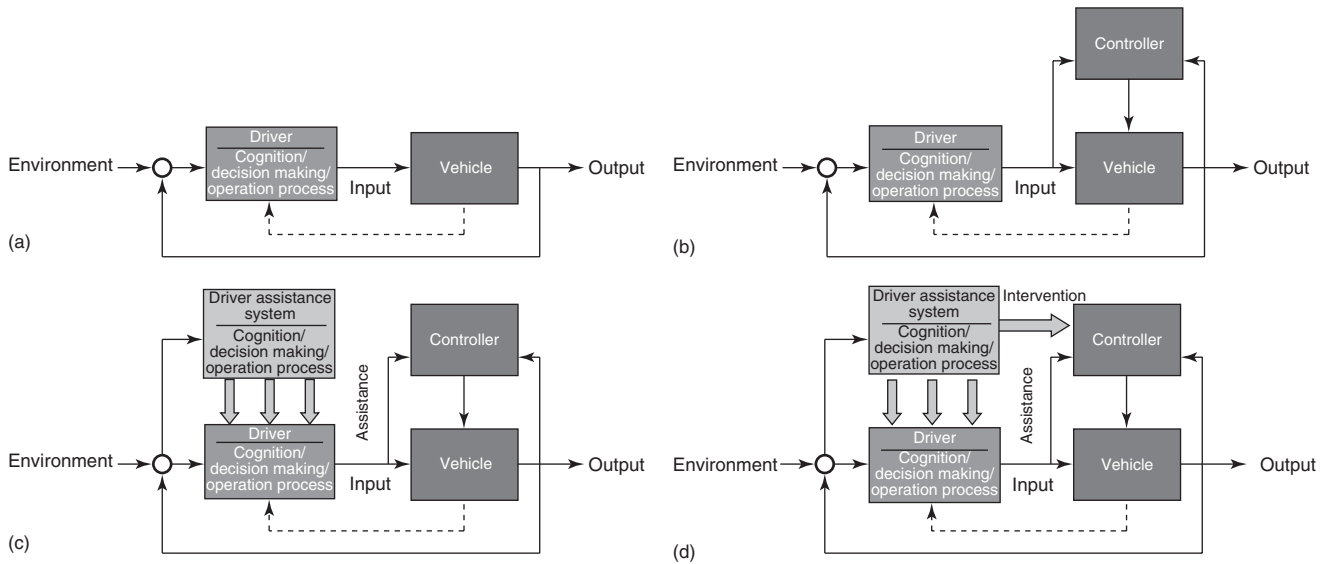 Environment
Driver
Cognition/
decision making/
operation process
Input
Vehicle
Output
(a)
Controller
Environment
Driver
Cognition/
decision making/
operation process
Input
Vehicle
Output
(b)
Driver assistance
system
Cognition/
decision making/
operation process
Assistance
Controller
Environment
Driver
Cognition/
decision making/
operation process
Input
Vehicle
Output
(c)
Driver assistance
system
Cognition/
decision making/
operation process
Intervention
Assistance
Controller
Environment
Driver
Cognition/
decision making/
operation process
Input
Vehicle
Output
(d)